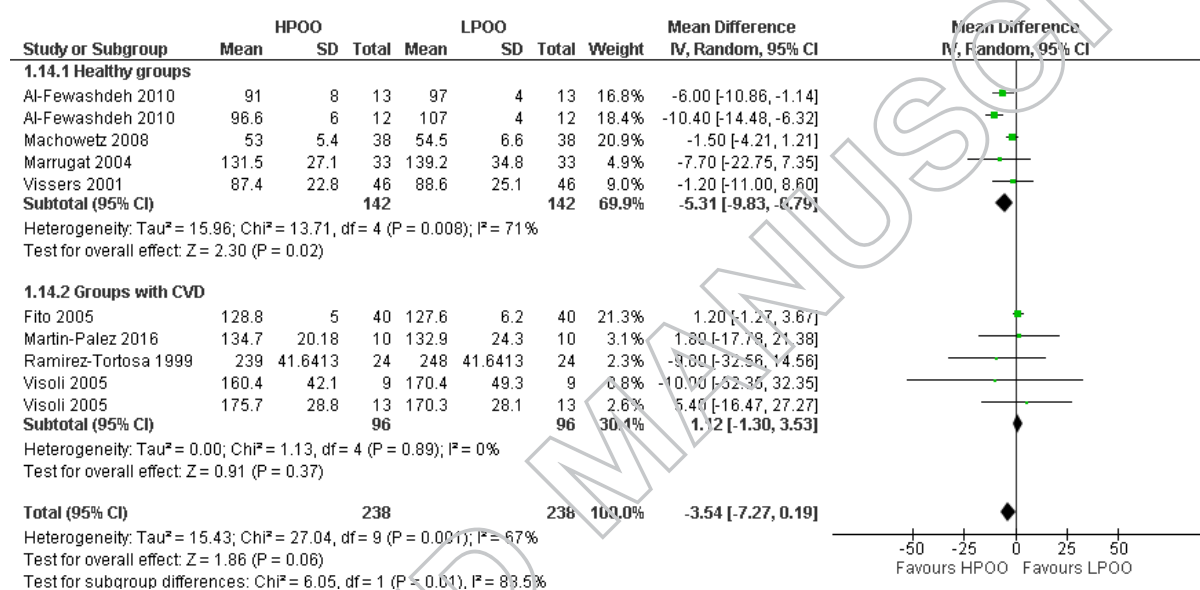 HPOO LPOO Mean Difference Mean Difference
Study or Subgroup Mean SD Total Mean SD Total Weight IV, Random, 95% CI IV, Random, 95% CI
1.14.1 Healthy groups
Al-Fewashdeh 2010 91 8 13 97 4 13 16.8% -6.00 [-10.86, -1.14]
Al-Fewashdeh 2010 96.6 6 12 107 4 12 18.4% -10.40 [-14.48, -6.32]
Machowetz 2008 53 5.4 38 54.5 6.6 38 20.9% -1.50 [-4.21, 1.21]
Marrugat 2004 131.5 27.1 33 139.2 34.8 33 4.9% -7.70 [-22.75, 7.35]
Vissers 2001 87.4 22.8 46 88.6 25.1 46 9.0% -1.20 [-11.00, 8.60]
Subtotal (95% CI) 142 142 69.9% -5.31 [-9.83, -0.79]
Heterogeneity: Tau² = 15.96; Chi² = 13.71, df = 4 (P = 0.008); I² = 71%
Test for overall effect: Z = 2.30 (P = 0.02)
1.14.2 Groups with CVD
Fito 2005 128.8 5 40 127.6 6.2 40 21.3% 1.20 [-1.27, 3.67]
Martin-Palez 2016 134.7 20.18 10 132.9 24.3 10 3.1% 1.80 [-17.78, 21.38]
Ramirez-Tortosa 1999 239 41.6413 24 248 41.6413 24 2.3% -9.00 [-32.56, 14.56]
Visoli 2005 160.4 42.1 9 170.4 49.3 9 0.8% -10.00 [-52.35, 32.35]
Visoli 2005 175.7 28.8 13 170.3 28.1 13 2.6% 5.40 [-16.47, 27.27]
Subtotal (95% CI) 96 96 30.1% 1.12 [-1.30, 3.53]
Heterogeneity: Tau² = 0.00; Chi² = 1.13, df = 4 (P = 0.89); I² = 0%
Test for overall effect: Z = 0.91 (P = 0.37)
Total (95% CI) 238 238 100.0% -3.54 [-7.27, 0.19]
Heterogeneity: Tau² = 15.43; Chi² = 27.04, df = 9 (P = 0.001); I² = 67%
Test for overall effect: Z = 1.86 (P = 0.06)
Test for subgroup differences: Chi² = 6.05, df = 1 (P = 0.01), I² = 83.5%
-50 -25 0 25 50
Favours HPOO Favours LPOO
D MANUSCI